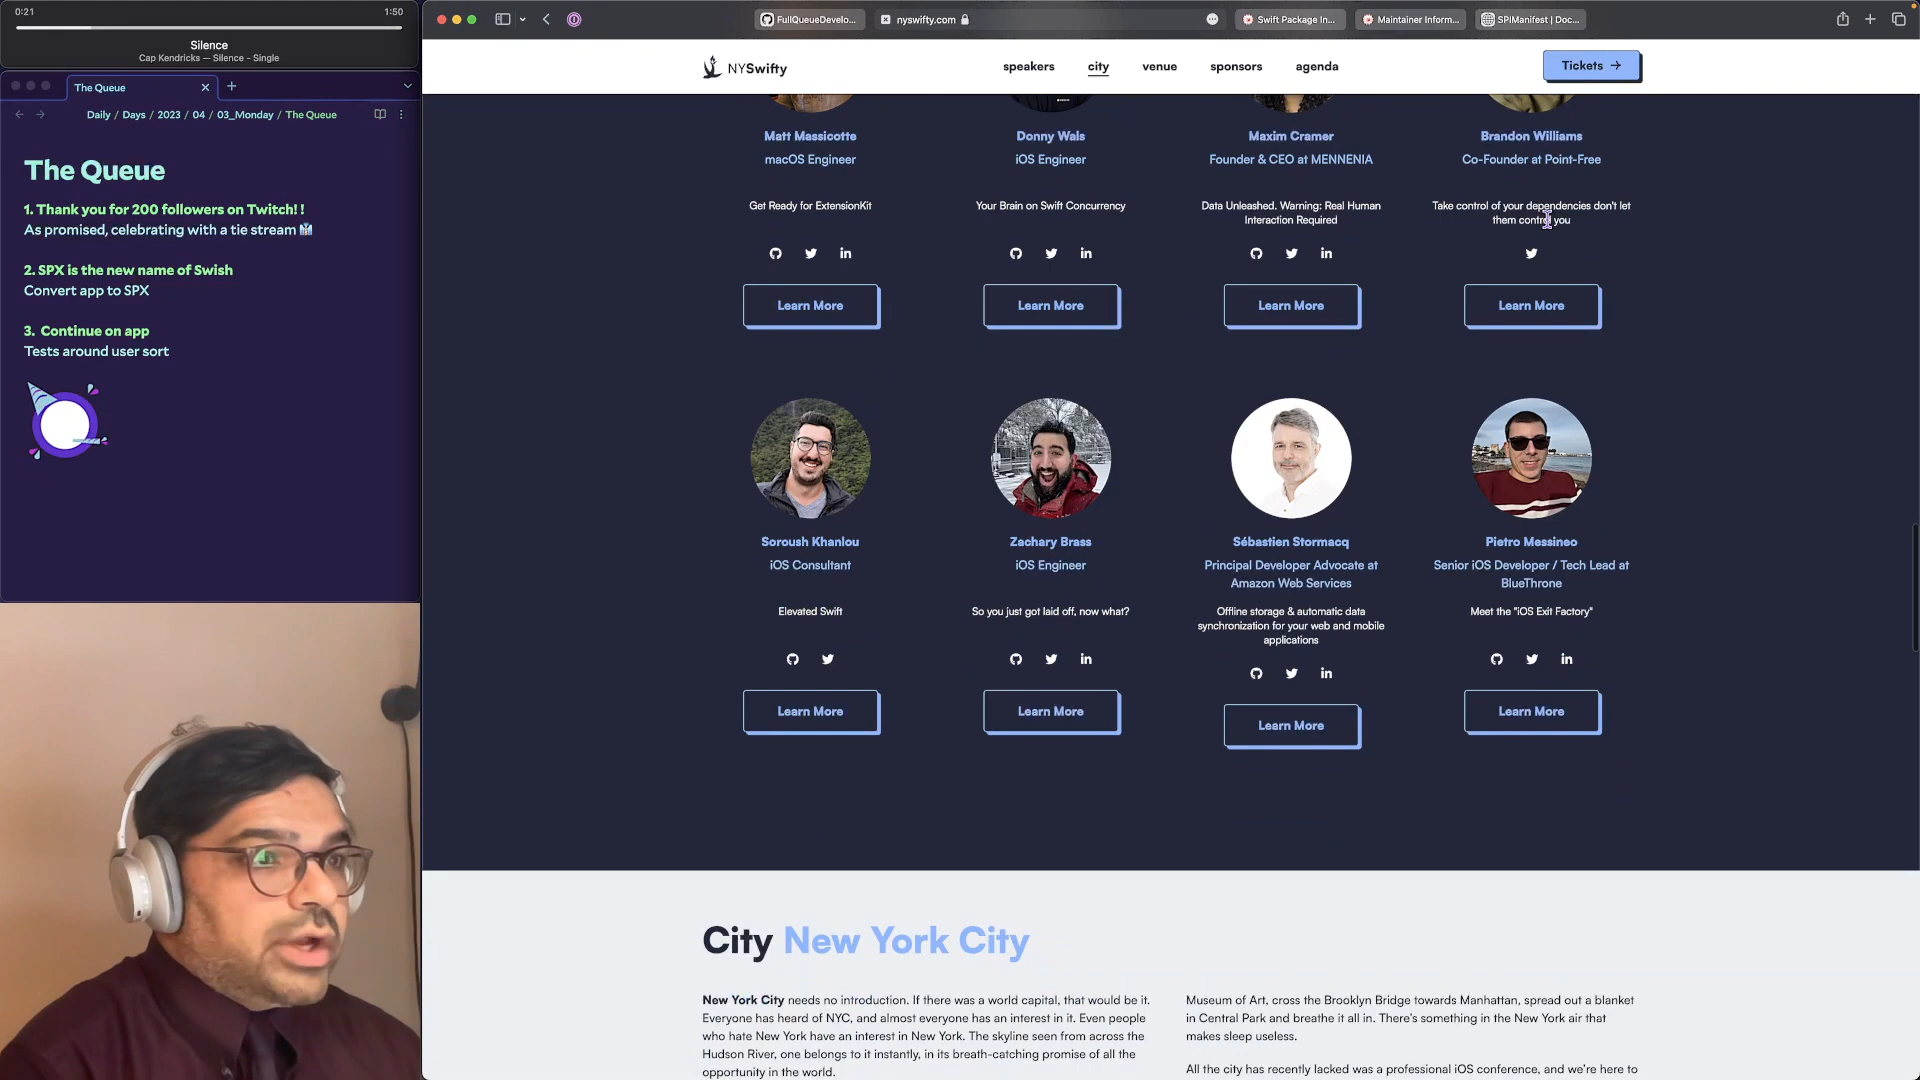 0:21
1:50
Silence
Cap Kendricks — Silence - Single
The Queue
Daily / Days / 2023 / 04 / 03_Monday / The Queue
The Queue
1. Thank you for 200 followers on Twitch! !
As promised, celebrating with a tie stream 👔
2. SPX is the new name of Swish
Convert app to SPX
3. Continue on app
Tests around user sort
FullQueueDevelo...
nyswifty.com
Swift Package In...
Maintainer Inform...
SPIManifest | Doc...
NYSwifty
speakers
city
venue
sponsors
agenda
Tickets →
Matt Massicotte
macOS Engineer
Get Ready for ExtensionKit
Learn More
Donny Wals
iOS Engineer
Your Brain on Swift Concurrency
Learn More
Maxim Cramer
Founder & CEO at MENNENIA
Data Unleashed. Warning: Real Human
Interaction Required
Learn More
Brandon Williams
Co-Founder at Point-Free
Take control of your dependencies don't let
them control you
Learn More
Soroush Khanlou
iOS Consultant
Elevated Swift
Learn More
Zachary Brass
iOS Engineer
So you just got laid off, now what?
Learn More
Sébastien Stormacq
Principal Developer Advocate at
Amazon Web Services
Offline storage & automatic data
synchronization for your web and mobile
applications
Learn More
Pietro Messineo
Senior iOS Developer / Tech Lead at
BlueThrone
Meet the "iOS Exit Factory"
Learn More
City New York City
New York City needs no introduction. If there was a world capital, that would be it.
Everyone has heard of NYC, and almost everyone has an interest in it. Even people
who hate New York have an interest in New York. The skyline seen from across the
Hudson River, one belongs to it instantly, in its breath-catching promise of all the
opportunity in the world.
Museum of Art, cross the Brooklyn Bridge towards Manhattan, spread out a blanket
in Central Park and breathe it all in. There's something in the New York air that
makes sleep useless.
All the city has recently lacked was a professional iOS conference, and we're here to